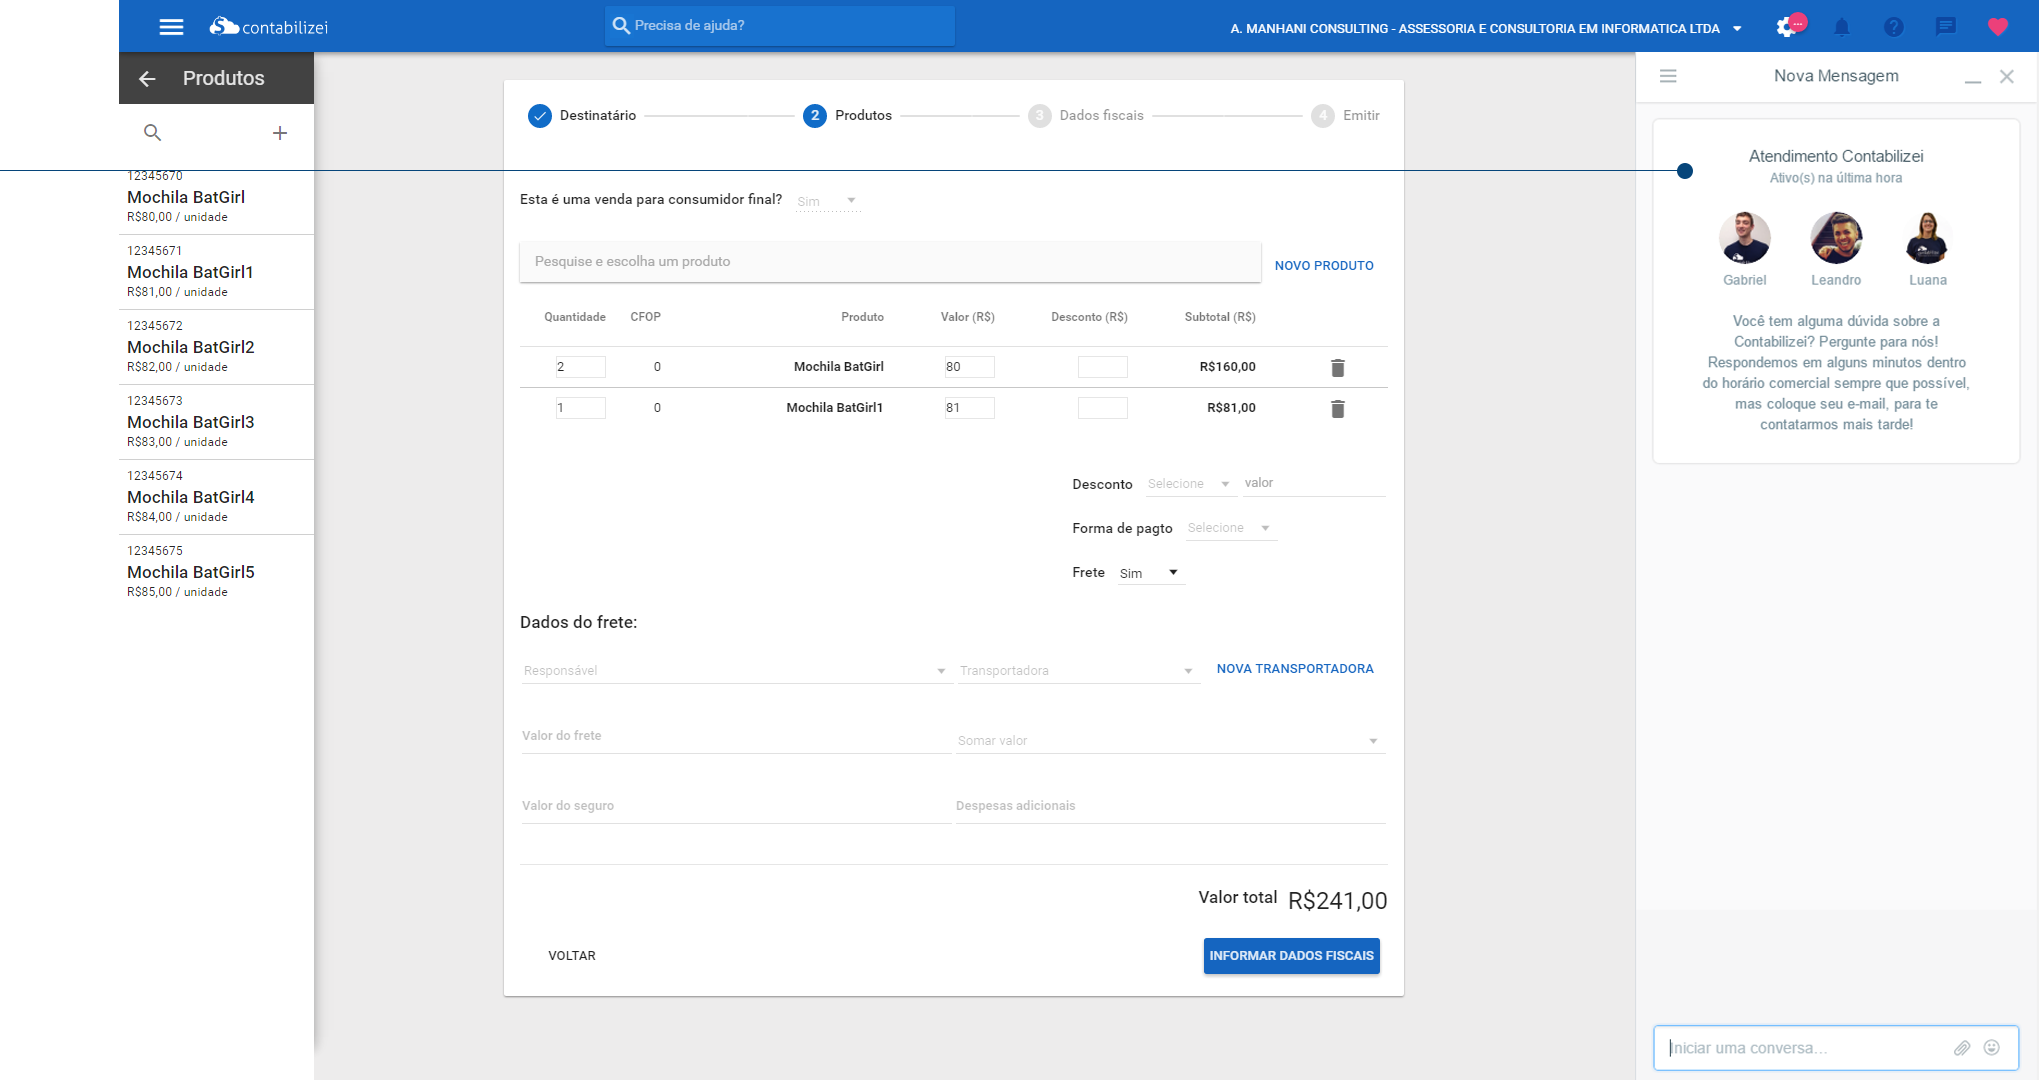 contabilizei
Precisa de ajuda?
A. MANHANI CONSULTING - ASSESSORIA E CONSULTORIA EM INFORMATICA LTDA
...
Produtos
12345670
Mochila BatGirl
R$80,00 / unidade
12345671
Mochila BatGirl1
R$81,00 / unidade
12345672
Mochila BatGirl2
R$82,00 / unidade
12345673
Mochila BatGirl3
R$83,00 / unidade
12345674
Mochila BatGirl4
R$84,00 / unidade
12345675
Mochila BatGirl5
R$85,00 / unidade
Destinatário 2 Produtos 3 Dados fiscais 4 Emitir
Esta é uma venda para consumidor final? Sim
Pesquise e escolha um produto NOVO PRODUTO
Quantidade CFOP Produto Valor (R$) Desconto (R$) Subtotal (R$)
2 0 Mochila BatGirl 80 R$160,00
1 0 Mochila BatGirl1 81 R$81,00
Desconto Selecione valor
Forma de pagto Selecione
Frete Sim
Dados do frete:
Responsável Transportadora NOVA TRANSPORTADORA
Valor do frete Somar valor
Valor do seguro Despesas adicionais
Valor total R$241,00
VOLTAR INFORMAR DADOS FISCAIS
Nova Mensagem
Atendimento Contabilizei
Ativo(s) na última hora
Gabriel Leandro Luana
Você tem alguma dúvida sobre a
Contabilizei? Pergunte para nós!
Respondemos em alguns minutos dentro
do horário comercial sempre que possível,
mas coloque seu e-mail, para te
contatarmos mais tarde!
Iniciar uma conversa...